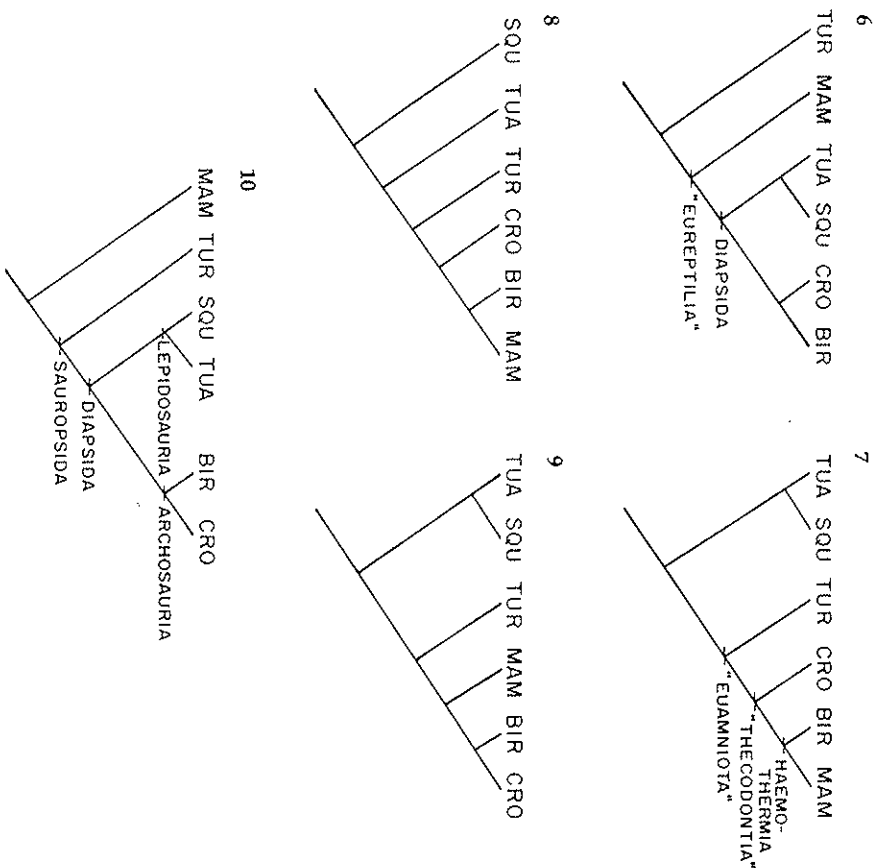 6
TUR MAM TUA SQU CRO BIR
DIAPSIDA
"EUREPTILIA"
7
TUA SQU TUR CRO BIR MAM
HAEMO-
THERMIA
"THECODONTIA"
"EUAMNIOTA"
8
SQU TUA TUR CRO BIR MAM
9
TUA SQU TUR MAM BIR CRO
10
MAM TUR SQU TUA BIR CRO
LEPIDOSAURIA
ARCHOSAURIA
DIAPSIDA
SAUROPSIDA